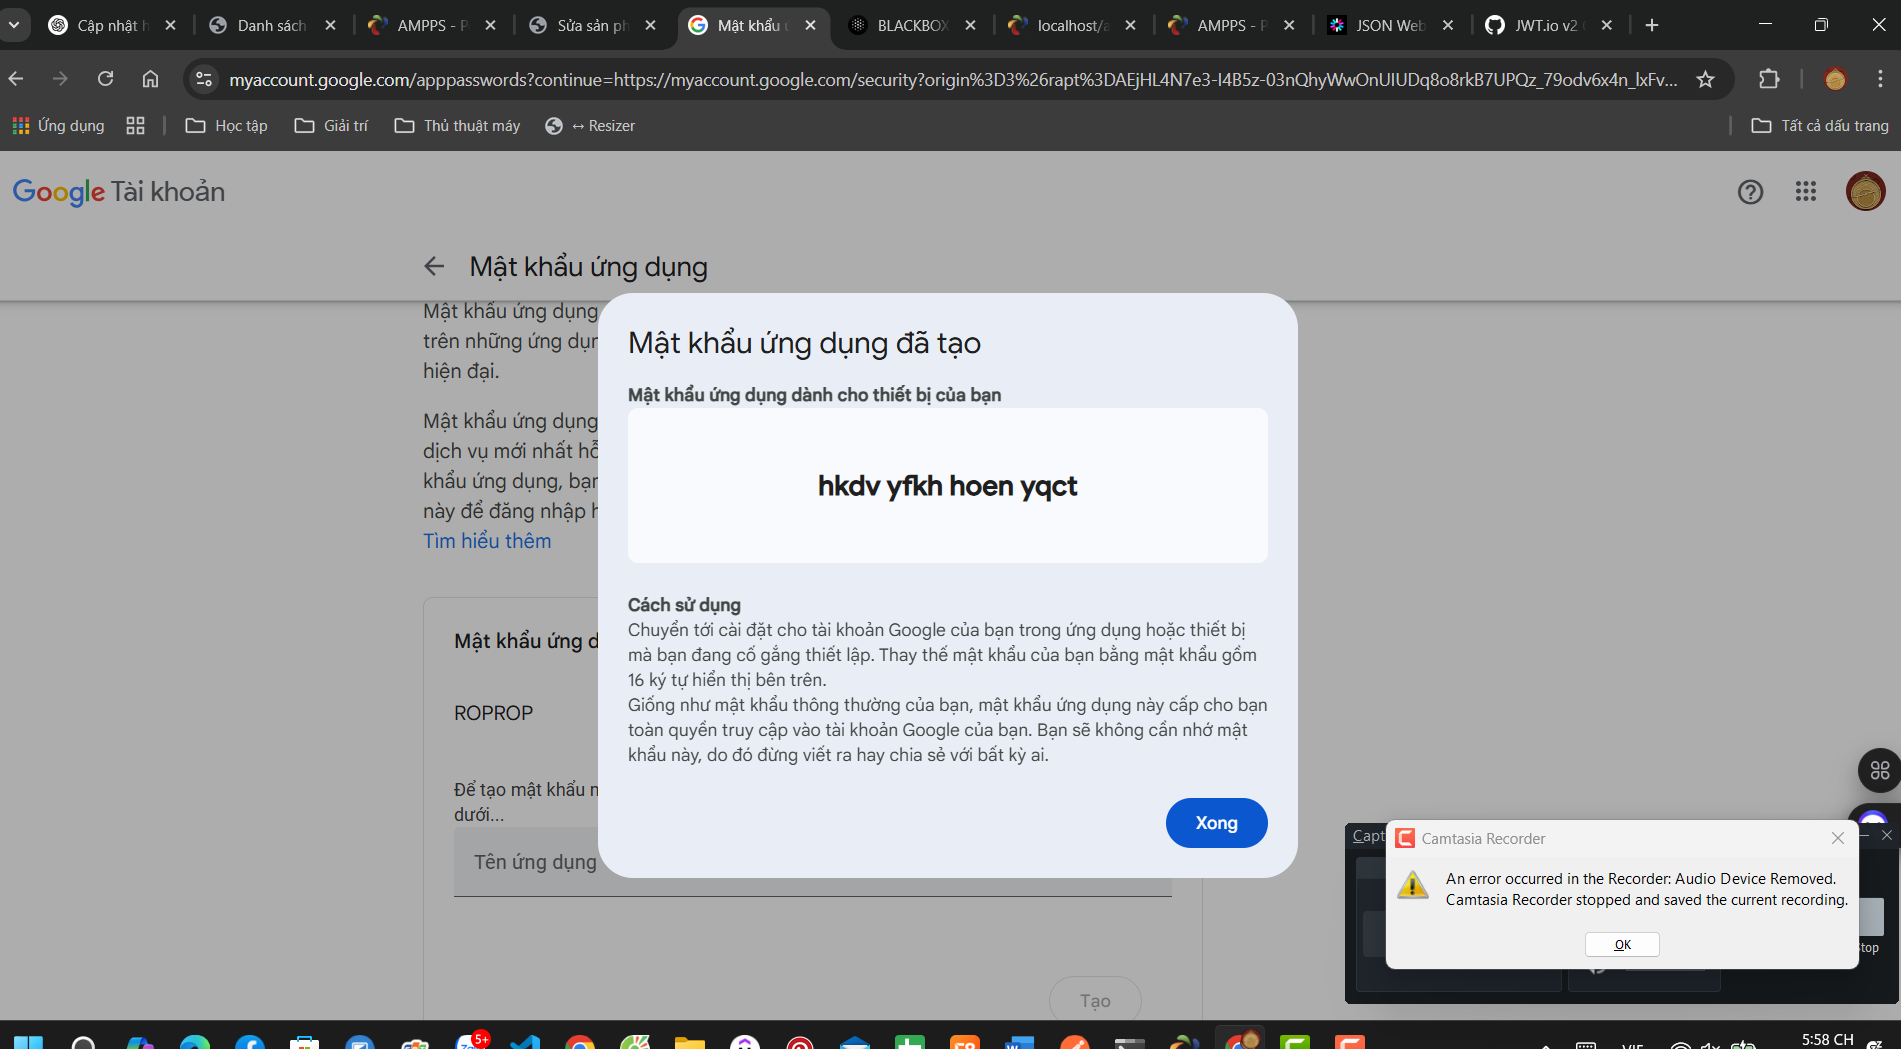 Cập nhật h
Danh sách
AMPPS - P
Sửa sản ph
Mật khẩu
BLACKBOX
localhost/a
AMPPS - P
JSON Web
JWT.io v2
myaccount.google.com/apppasswords?continue=https://myaccount.google.com/security?origin%3D3%26rapt%3DAEjHL4N7e3-I4B5z-03nQhyWwOnUIUDq8o8rkB7UPQz_79odv6x4n_lxFv...
Ứng dụng
Học tập
Giải trí
Thủ thuật máy
↔ Resizer
Tất cả dấu trang
Google Tài khoản
Mật khẩu ứng dụng
Mật khẩu ứng dụng
trên những ứng dụn
hiện đại.
Mật khẩu ứng dụng
dịch vụ mới nhất hỗ
khẩu ứng dụng, bạn
này để đăng nhập h
Tìm hiểu thêm
Mật khẩu ứng d
ROPROP
Để tạo mật khẩu m
dưới...
Tên ứng dụng
Tạo
Mật khẩu ứng dụng đã tạo
Mật khẩu ứng dụng dành cho thiết bị của bạn
hkdv yfkh hoen yqct
Cách sử dụng
Chuyển tới cài đặt cho tài khoản Google của bạn trong ứng dụng hoặc thiết bị
mà bạn đang cố gắng thiết lập. Thay thế mật khẩu của bạn bằng mật khẩu gồm
16 ký tự hiển thị bên trên.
Giống như mật khẩu thông thường của bạn, mật khẩu ứng dụng này cấp cho bạn
toàn quyền truy cập vào tài khoản Google của bạn. Bạn sẽ không cần nhớ mật
khẩu này, do đó đừng viết ra hay chia sẻ với bất kỳ ai.
Xong
Capt
Camtasia Recorder
An error occurred in the Recorder: Audio Device Removed.
Camtasia Recorder stopped and saved the current recording.
OK
Stop
5+
VIE
5:58 CH